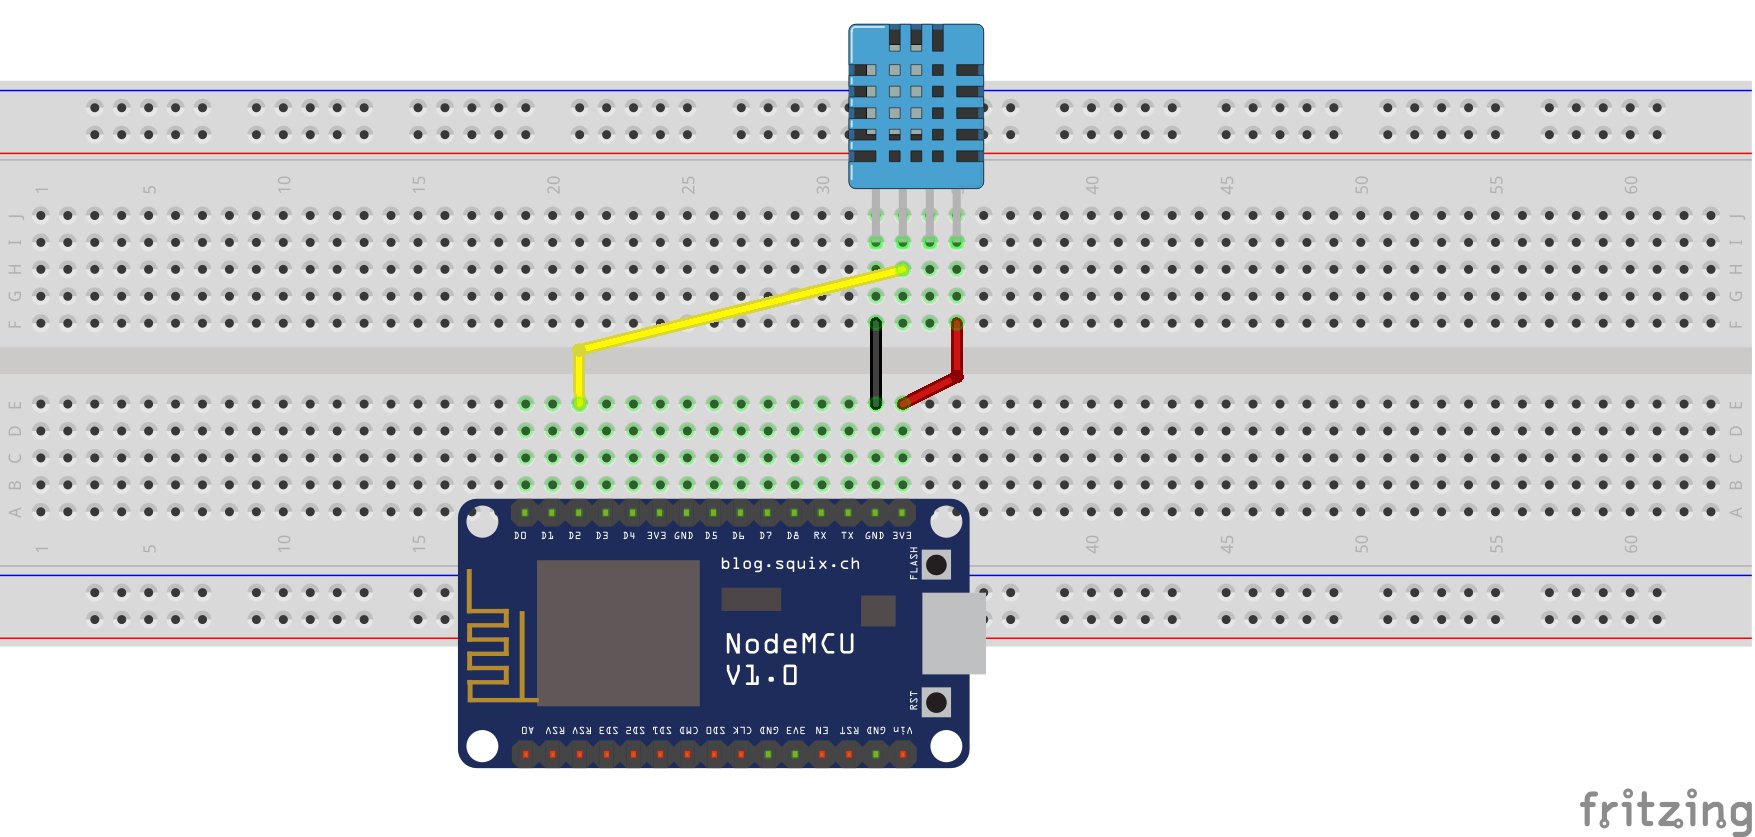 1 5 10 15 20 25 30 40 45 50 55 60
J J
I I
H H
G G
F F
E E
D D
C C
B B
A A
D0 D1 D2 D3 D4 3V3 GND D5 D6 D7 D8 RX TX GND 3V3
1 5 10 15 40 45 50 55 60
blog.squix.ch
FLASH
NodeMCU
V1.0
RST
A0 RSV RSV SD3 SD2 SD1 CMD SD0 CLK GND 3V3 EN RST GND Vin
fritzing